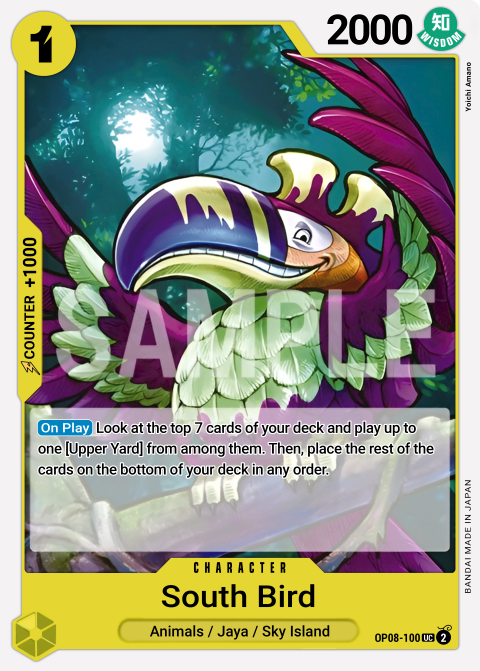 1
2000
知
WISDOM
Yoichi Amano
COUNTER +1000
SAMPLE
On Play Look at the top 7 cards of your deck and play up to
one [Upper Yard] from among them. Then, place the rest of the
cards on the bottom of your deck in any order.
BANDAI MADE IN JAPAN
CHARACTER
South Bird
Animals / Jaya / Sky Island
OP08-100 UC 2